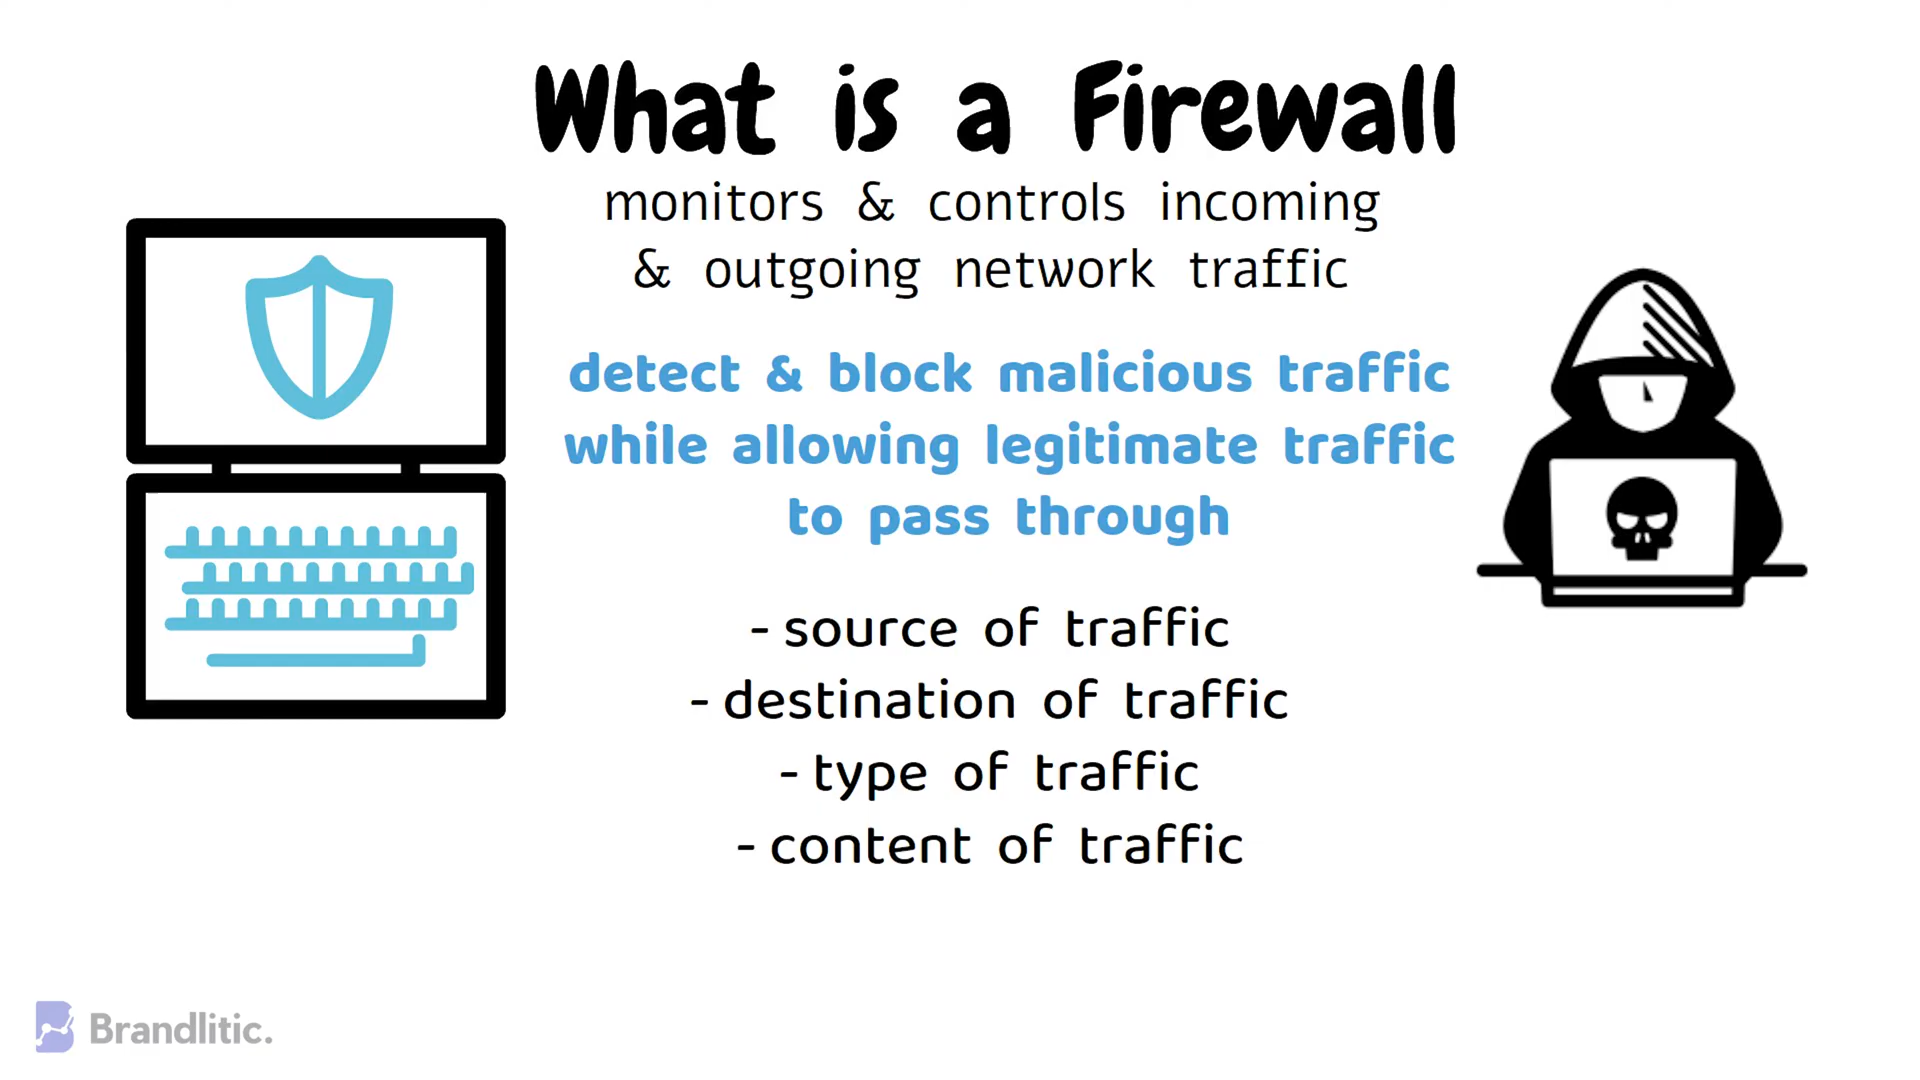 What is a Firewall
monitors & controls incoming
& outgoing network traffic
detect & block malicious traffic
while allowing legitimate traffic
to pass through
- source of traffic
- destination of traffic
- type of traffic
- content of traffic
Brandlitic.